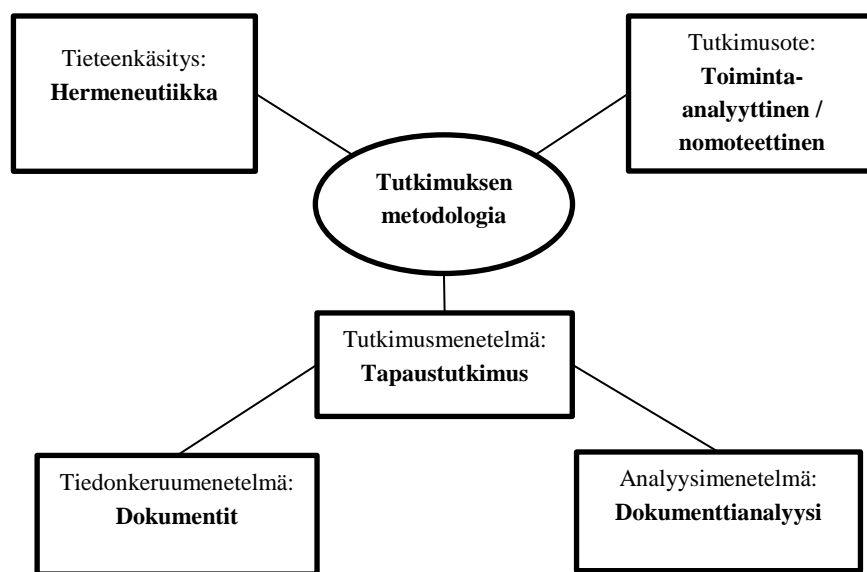 Tieteenkäsitys:
Hermeneutiikka
Tutkimusote:
Toiminta-
analyyttinen /
nomoteettinen
Tutkimuksen
metodologia
Tutkimusmenetelmä:
Tapaustutkimus
Tiedonkeruumenetelmä:
Dokumentit
Analyysimenetelmä:
Dokumenttianalyysi